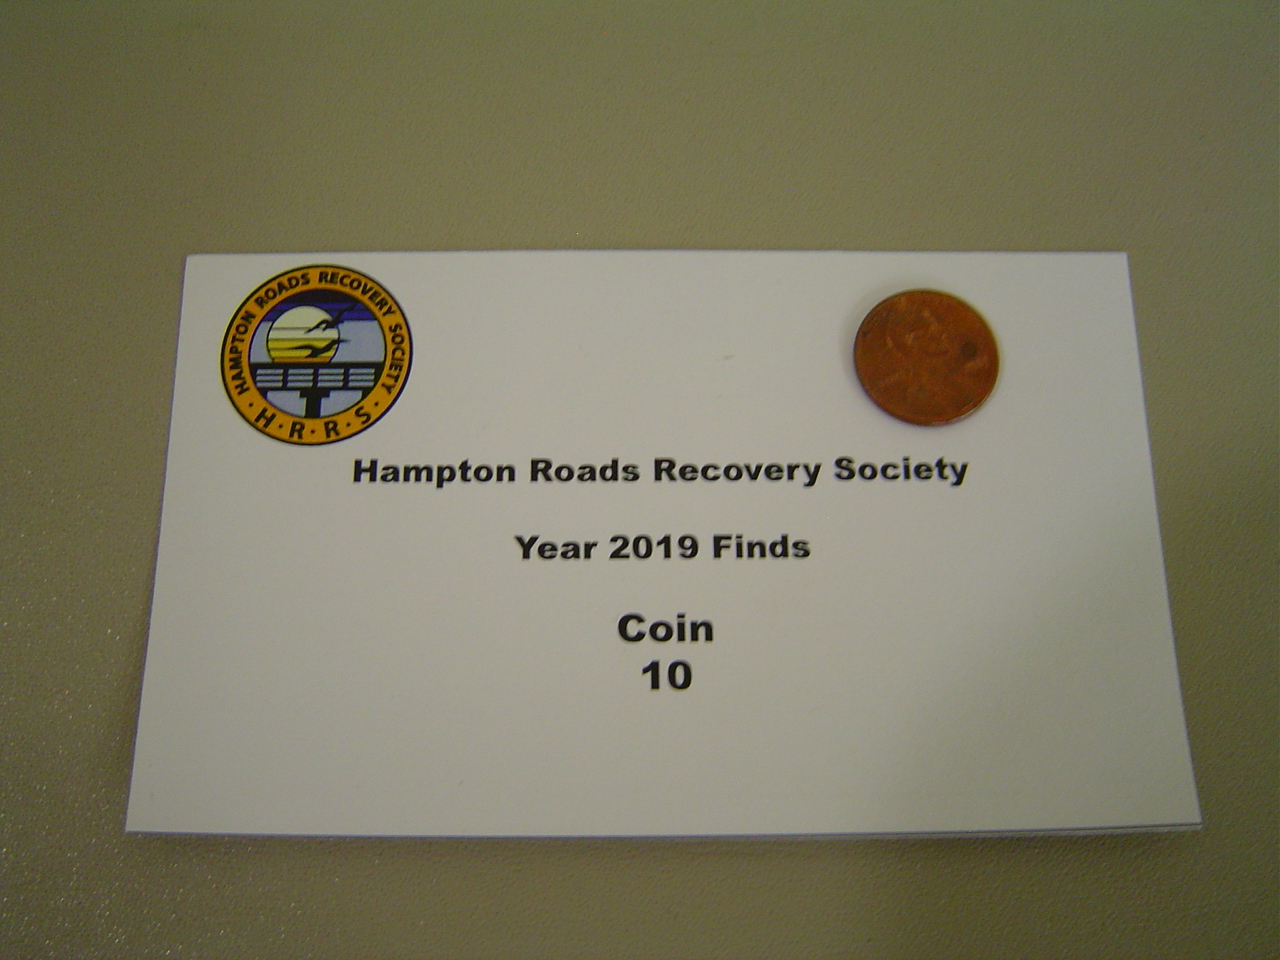 HAMPTON ROADS RECOVERY SOCIETY
· H · R · R · S ·
Hampton Roads Recovery Society
Year 2019 Finds
Coin
10